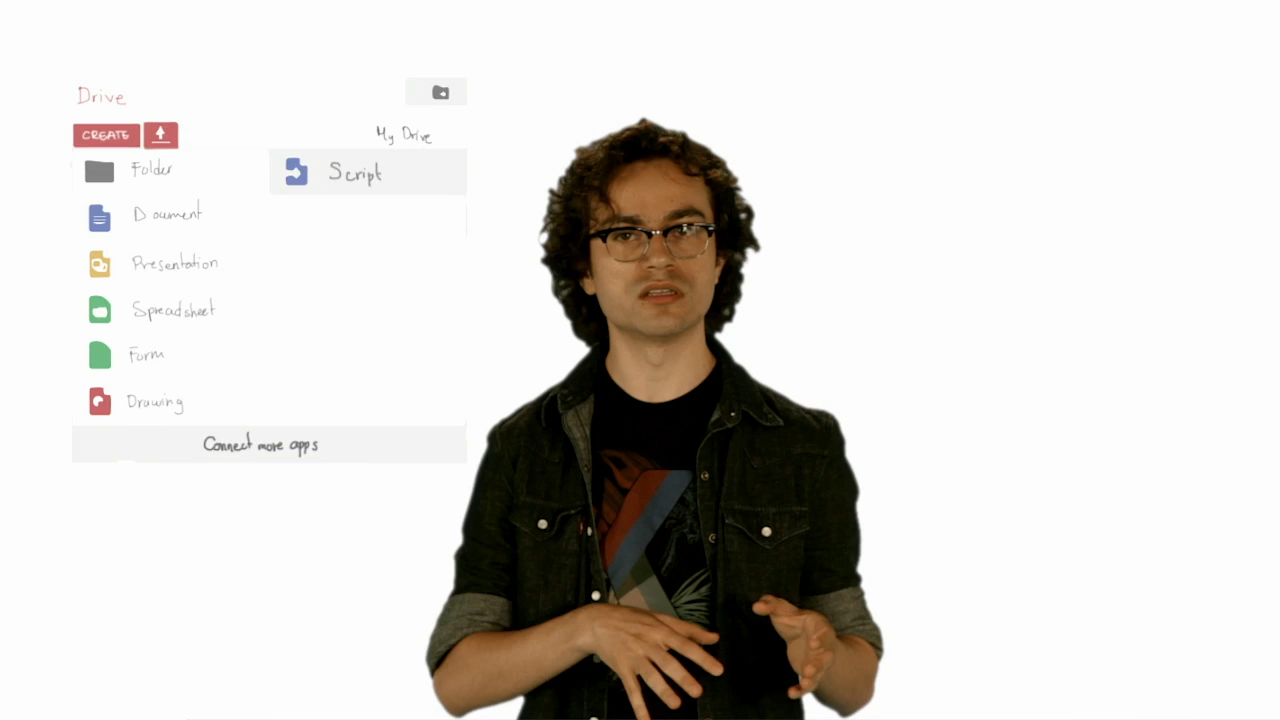 Drive
CREATE
My Drive
Folder
Script
Document
Presentation
Spreadsheet
Form
Drawing
Connect more apps